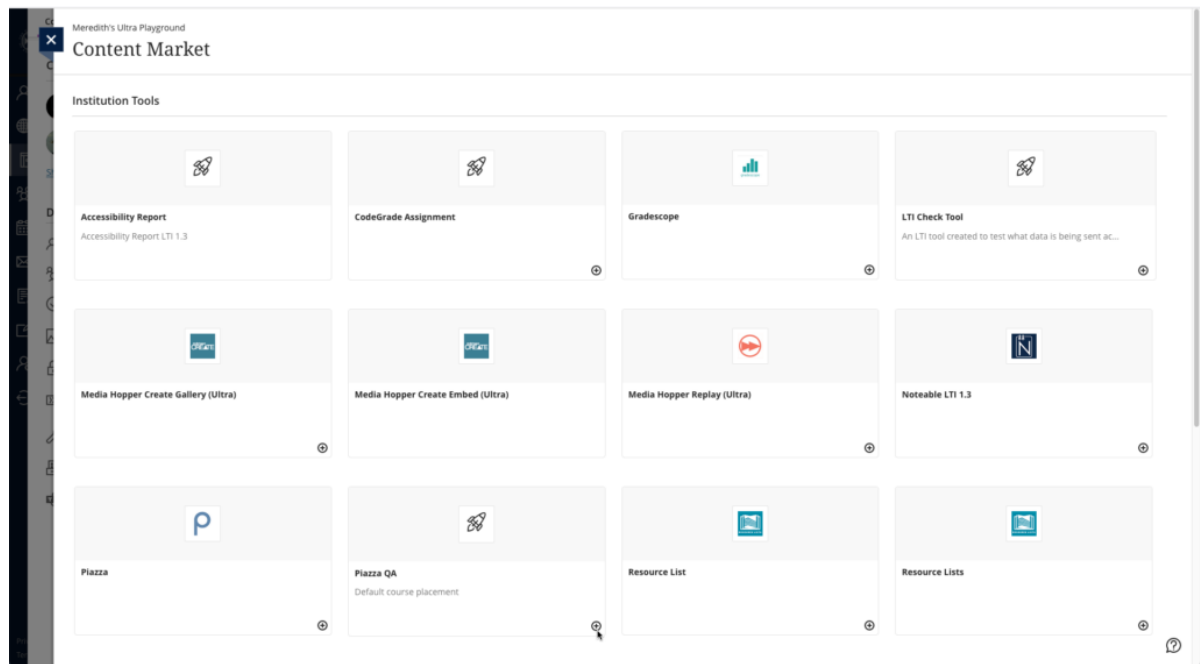 Meredith's Ultra Playground
Content Market
Institution Tools
Accessibility Report
Accessibility Report LTI 1.3
CodeGrade Assignment
Gradescope
LTI Check Tool
An LTI tool created to test what data is being sent ac...
CREATE
CREATE
N
Media Hopper Create Gallery (Ultra)
Media Hopper Create Embed (Ultra)
Media Hopper Replay (Ultra)
Noteable LTI 1.3
Piazza
Piazza QA
Default course placement
Resource List
Resource Lists